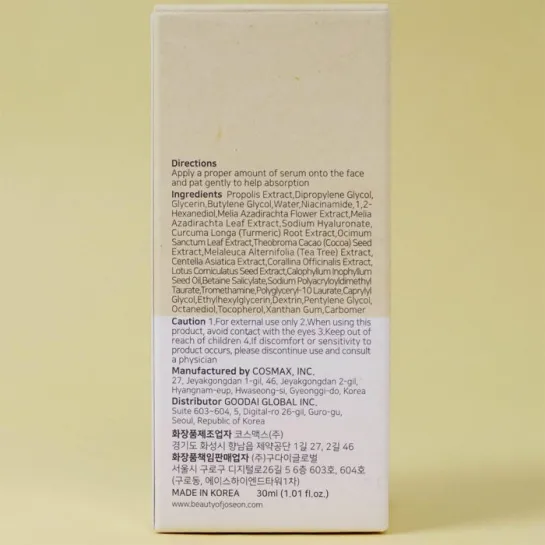 Directions
Apply a proper amount of serum onto the face
and pat gently to help absorption
Ingredients Propolis Extract,Dipropylene Glycol,
Glycerin,Butylene Glycol,Water,Niacinamide,1,2-
Hexanediol,Melia Azadirachta Flower Extract,Melia
Azadirachta Leaf Extract,Sodium Hyaluronate,
Curcuma Longa (Turmeric) Root Extract,Ocimum
Sanctum Leaf Extract,Theobroma Cacao (Cocoa) Seed
Extract,Melaleuca Alternifolia (Tea Tree) Extract,
Centella Asiatica Extract,Corallina Officinalis Extract,
Lotus Corniculatus Seed Extract,Calophyllum Inophyllum
Seed Oil,Betaine Salicylate,Sodium Polyacryloyldimethyl
Taurate,Tromethamine,Polyglyceryl-10 Laurate,Caprylyl
Glycol,Ethylhexylglycerin,Dextrin,Pentylene Glycol,
Octanediol,Tocopherol,Xanthan Gum,Carbomer
Caution 1.For external use only 2.When using this
product, avoid contact with the eyes 3.Keep out of
reach of children 4.If discomfort or sensitivity to
product occurs, please discontinue use and consult
a physician
Manufactured by COSMAX, INC.
27, Jeyakgongdan 1-gil, 46, Jeyakgongdan 2-gil,
Hyangnam-eup, Hwaseong-si, Gyeonggi-do, Korea
Distributor GOODAI GLOBAL INC.
Suite 603~604, 5, Digital-ro 26-gil, Guro-gu,
Seoul, Republic of Korea
화장품제조업자 코스맥스(주)
경기도 화성시 향남읍 제약공단 1길 27, 2길 46
화장품책임판매업자 (주)구다이글로벌
서울시 구로구 디지털로26길 5 6층 603호, 604호
(구로동, 에이스하이엔드타워1차)
MADE IN KOREA 30ml (1.01 fl.oz.)
www.beautyofjoseon.com